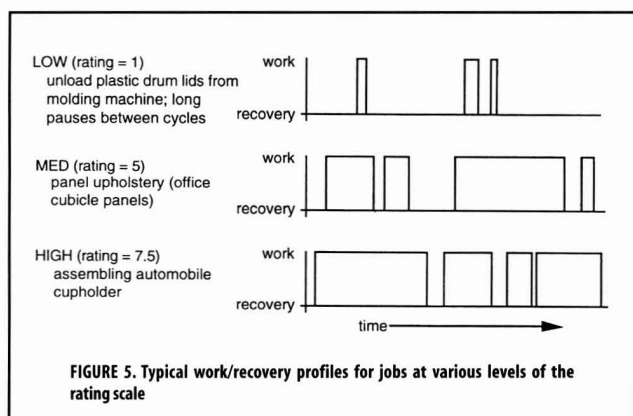 LOW (rating = 1)
unload plastic drum lids from
molding machine; long
pauses between cycles
work
recovery
MED (rating = 5)
panel upholstery (office
cubicle panels)
work
recovery
HIGH (rating = 7.5)
assembling automobile
cupholder
work
recovery
time
FIGURE 5. Typical work/recovery profiles for jobs at various levels of the
rating scale